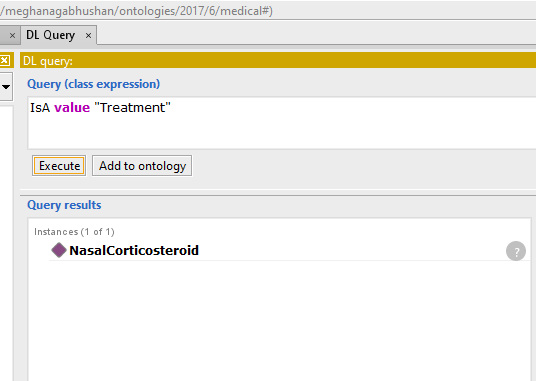 /meghanagabhushan/ontologies/2017/6/medical#)
× DL Query ×
DL query:
Query (class expression)
IsA value "Treatment"
Execute Add to ontology
Query results
Instances (1 of 1)
NasalCorticosteroid ?